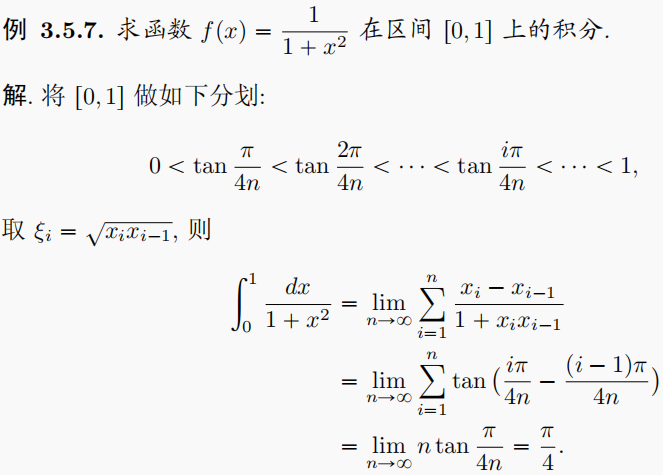 例 3.5.7. 求函数 f(x) = \frac{1}{1 + x^2} 在区间 [0, 1] 上的积分.
解. 将 [0, 1] 做如下分划:
0 < \tan \frac{\pi}{4n} < \tan \frac{2\pi}{4n} < \cdots < \tan \frac{i\pi}{4n} < \cdots < 1,
取 \xi_i = \sqrt{x_i x_{i-1}}, 则
\int_0^1 \frac{dx}{1 + x^2} = \lim_{n \to \infty} \sum_{i=1}^{n} \frac{x_i - x_{i-1}}{1 + x_i x_{i-1}}
= \lim_{n \to \infty} \sum_{i=1}^{n} \tan \left( \frac{i\pi}{4n} - \frac{(i-1)\pi}{4n} \right)
= \lim_{n \to \infty} n \tan \frac{\pi}{4n} = \frac{\pi}{4}.